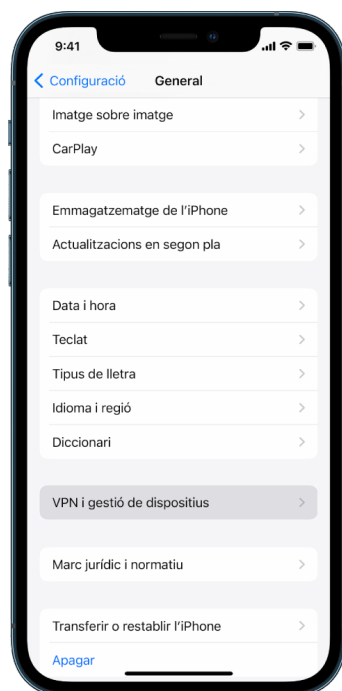 9:41
Configuració General
Imatge sobre imatge
CarPlay
Emmagatzematge de l'iPhone
Actualitzacions en segon pla
Data i hora
Teclat
Tipus de lletra
Idioma i regió
Diccionari
VPN i gestió de dispositius
Marc jurídic i normatiu
Transferir o restablir l'iPhone
Apagar